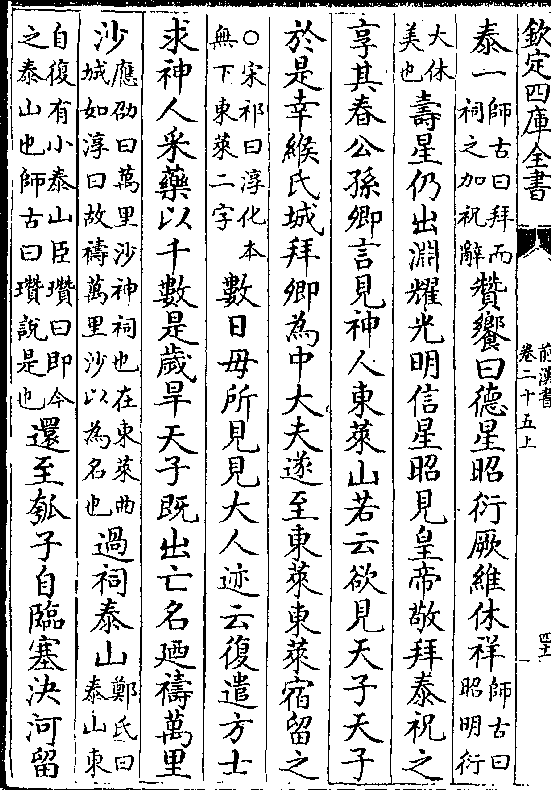 欽定四庫全書
前漢書
卷二十五上
泰一師古曰拜而祠之加祝辭贊饗曰德星昭衍厥維休祥師古曰昭明衍
大休美也壽星仍出淵耀光明信星昭見皇帝敬拜泰祝之
享其春公孫卿言見神人東萊山若云欲見天子天子
於是幸緱氏城拜卿為中大夫遂至東萊東萊宿留之
○宋祁曰淳化本無下東萊二字數日毋所見見大人迹云復遣方士
求神人采藥以千數是歲旱天子既出亡名廼禱萬里
沙應劭曰萬里沙神祠也在東萊曲城如淳曰故禱萬里沙以為名也過祠泰山鄭氏曰泰山東
自復有小泰山臣瓚曰即今之泰山也師古曰瓚說是也還至瓠子自臨塞決河留